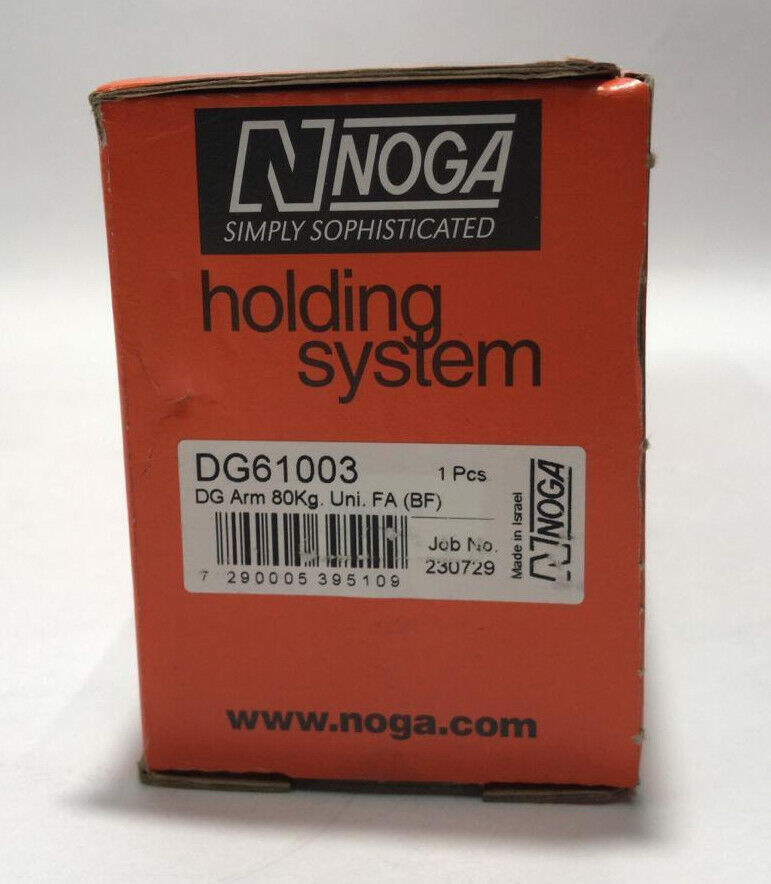 NOGA
SIMPLY SOPHISTICATED
holding
system
DG61003 1 Pcs
DG Arm 80Kg. Uni. FA (BF)
Job No.
7 290005 395109 230729
Made in Israel
NOGA
www.noga.com